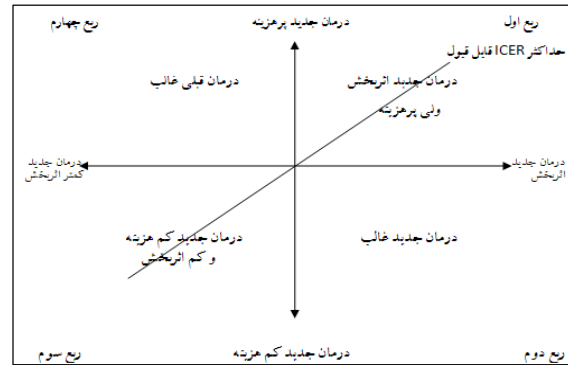 ربع اول
درمان جدید پرهزینه
ربع چهارم
حداکثر ICER قابل قبول
درمان جدید اثربخش
ولی پرهزینه
درمان قبلی غالب
درمان جدید
اثربخش
درمان جدید
کمتر اثربخش
درمان جدید غالب
درمان جدید کم هزینه
و کم اثربخش
ربع دوم
درمان جدید کم هزینه
ربع سوم